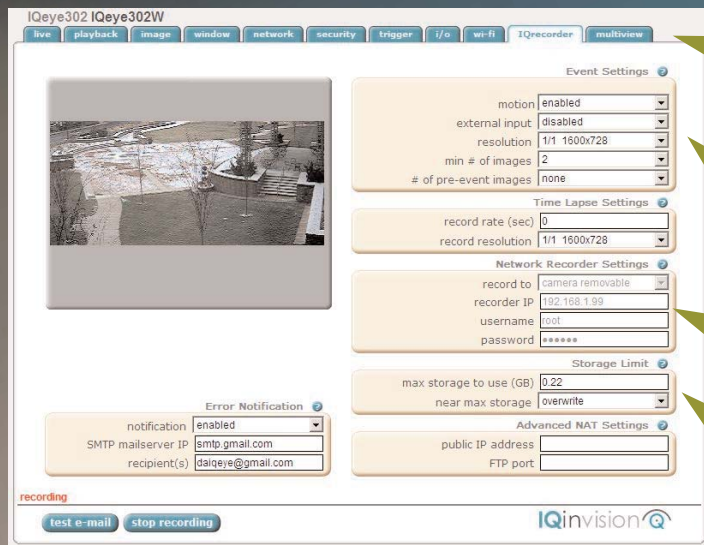 IQeye302 IQeye302W
live playback image window network security trigger i/o wi-fi IQrecorder multiview
Event Settings ?
motion enabled
external input disabled
resolution 1/1 1600x728
min # of images 2
# of pre-event images none
Time Lapse Settings ?
record rate (sec) 0
record resolution 1/1 1600x728
Network Recorder Settings ?
record to camera removable
recorder IP 192.168.1.99
username root
password ••••••
Storage Limit ?
max storage to use (GB) 0.22
near max storage overwrite
Advanced NAT Settings ?
public IP address
FTP port
Error Notification ?
notification enabled
SMTP mailserver IP smtp.gmail.com
recipient(s) daiqeye@gmail.com
recording
test e-mail stop recording
IQinvision